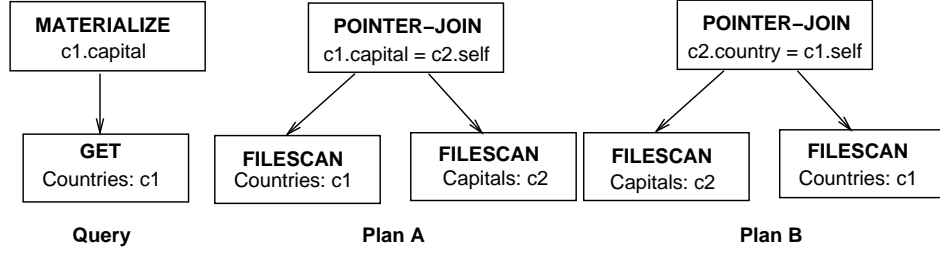 MATERIALIZE
c1.capital
GET
Countries: c1
Query
POINTER−JOIN
c1.capital = c2.self
FILESCAN
Countries: c1
FILESCAN
Capitals: c2
Plan A
POINTER−JOIN
c2.country = c1.self
FILESCAN
Capitals: c2
FILESCAN
Countries: c1
Plan B